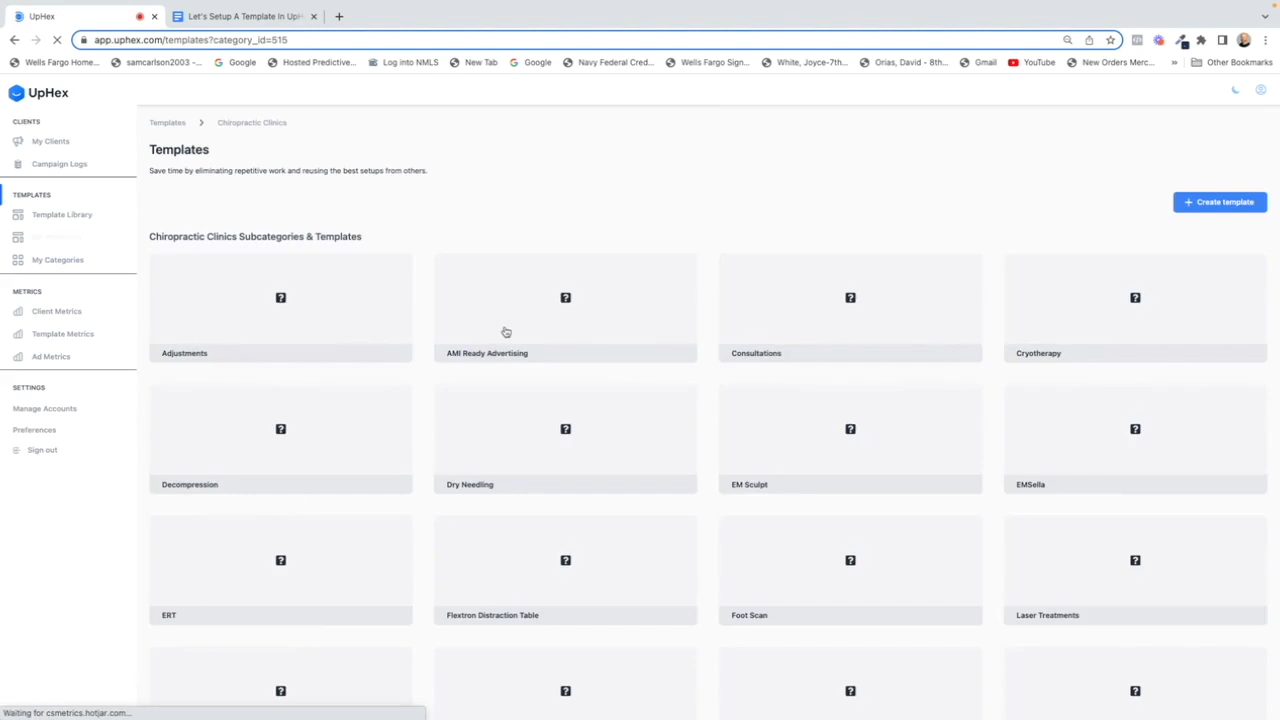 UpHex
Let's Setup A Template In UpH
app.uphex.com/templates?category_id=515
Wells Fargo Home...
samcarlson2003 -...
Google
Hosted Predictive...
Log into NMLS
New Tab
Google
Navy Federal Cred...
Wells Fargo Sign...
White, Joyce-7th...
Orias, David - 8th...
Gmail
YouTube
New Orders Merc...
»
Other Bookmarks
UpHex
CLIENTS
My Clients
Campaign Logs
TEMPLATES
Template Library
My Categories
METRICS
Client Metrics
Template Metrics
Ad Metrics
SETTINGS
Manage Accounts
Preferences
Sign out
Templates > Chiropractic Clinics
Templates
Save time by eliminating repetitive work and reusing the best setups from others.
+ Create template
Chiropractic Clinics Subcategories & Templates
? ? ? ?
Adjustments AMI Ready Advertising Consultations Cryotherapy
? ? ? ?
Decompression Dry Needling EM Sculpt EMSella
? ? ? ?
ERT Flextron Distraction Table Foot Scan Laser Treatments
? ? ? ?
Waiting for csmetrics.hotjar.com...